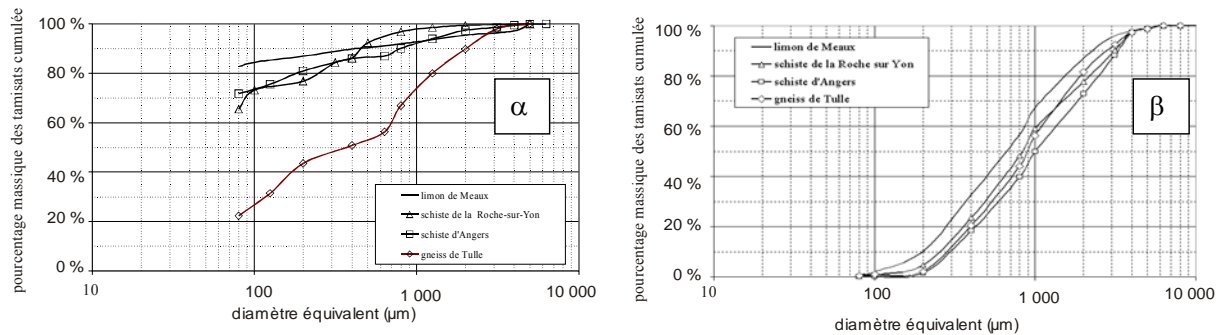 pourcentage massique des tamisats cumulée
100 %
80 %
60 %
40 %
20 %
0 %
10
100
1 000
10 000
diamètre équivalent (µm)
α
limon de Meaux
schiste de la Roche-sur-Yon
schiste d'Angers
gneiss de Tulle
pourcentage massique des tamisats cumulée
100 %
80 %
60 %
40 %
20 %
0 %
10
100
1 000
10 000
diamètre équivalent (µm)
β
limon de Meaux
schiste de la Roche sur Yon
schiste d'Angers
gneiss de Tulle